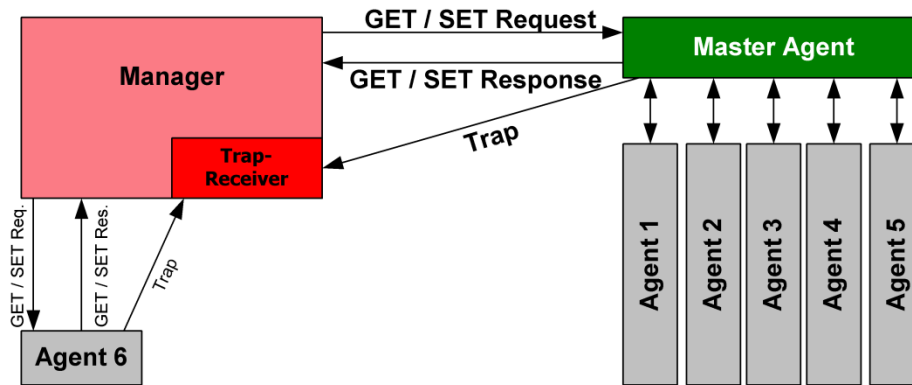 GET / SET Request
Master Agent
Manager
GET / SET Response
Trap
Trap-
Receiver
GET / SET Req.
GET / SET Res.
Trap
Agent 1
Agent 2
Agent 3
Agent 4
Agent 5
Agent 6